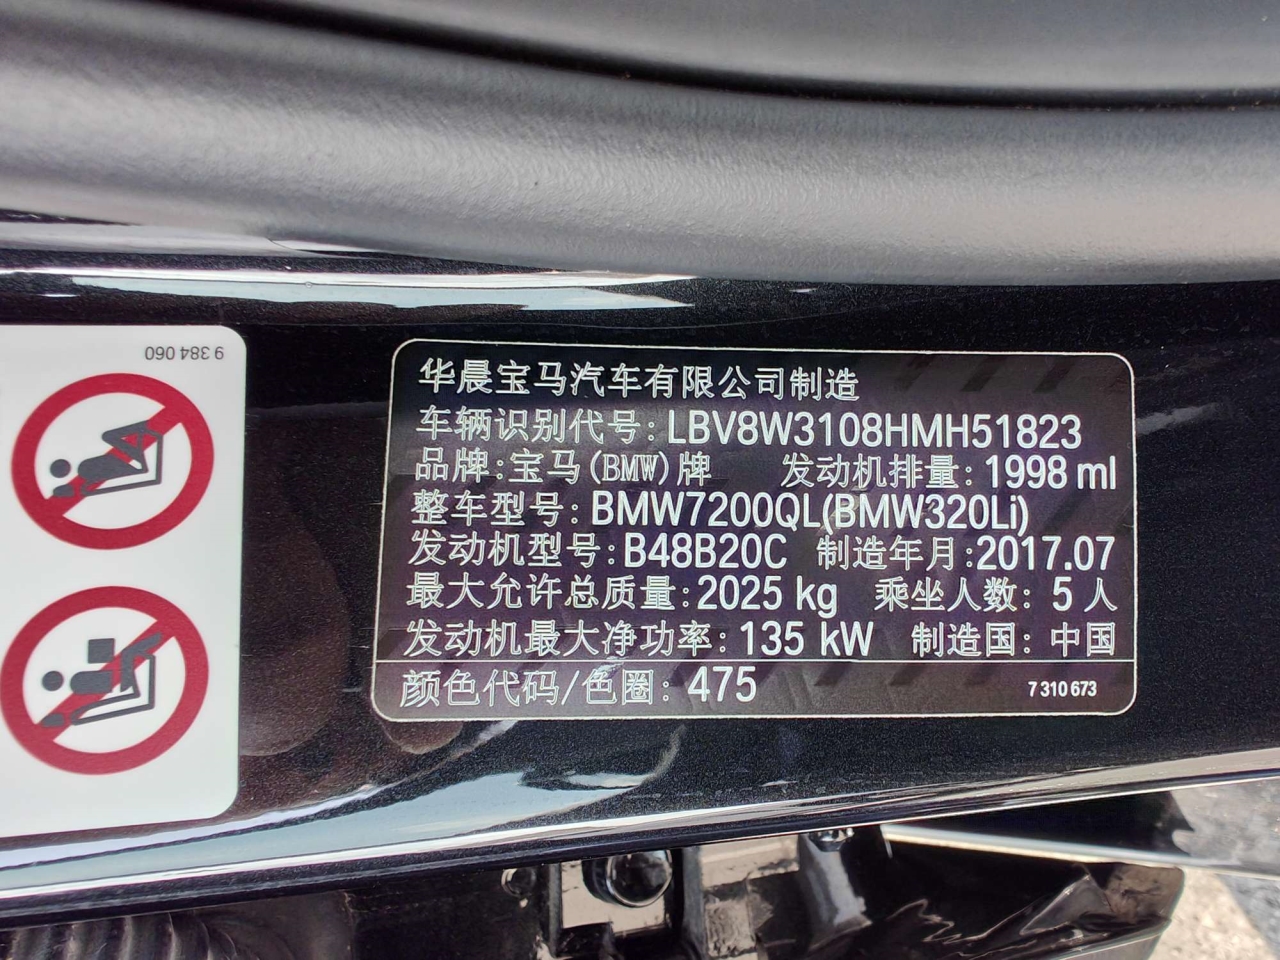 9 384 060
华晨宝马汽车有限公司制造
车辆识别代号: LBV8W3108HMH51823
品牌: 宝马(BMW)牌 发动机排量: 1998 ml
整车型号: BMW7200QL(BMW320Li)
发动机型号: B48B20C 制造年月: 2017.07
最大允许总质量: 2025 kg 乘坐人数: 5 人
发动机最大净功率: 135 kW 制造国: 中国
颜色代码/色圈: 475 7 310 673